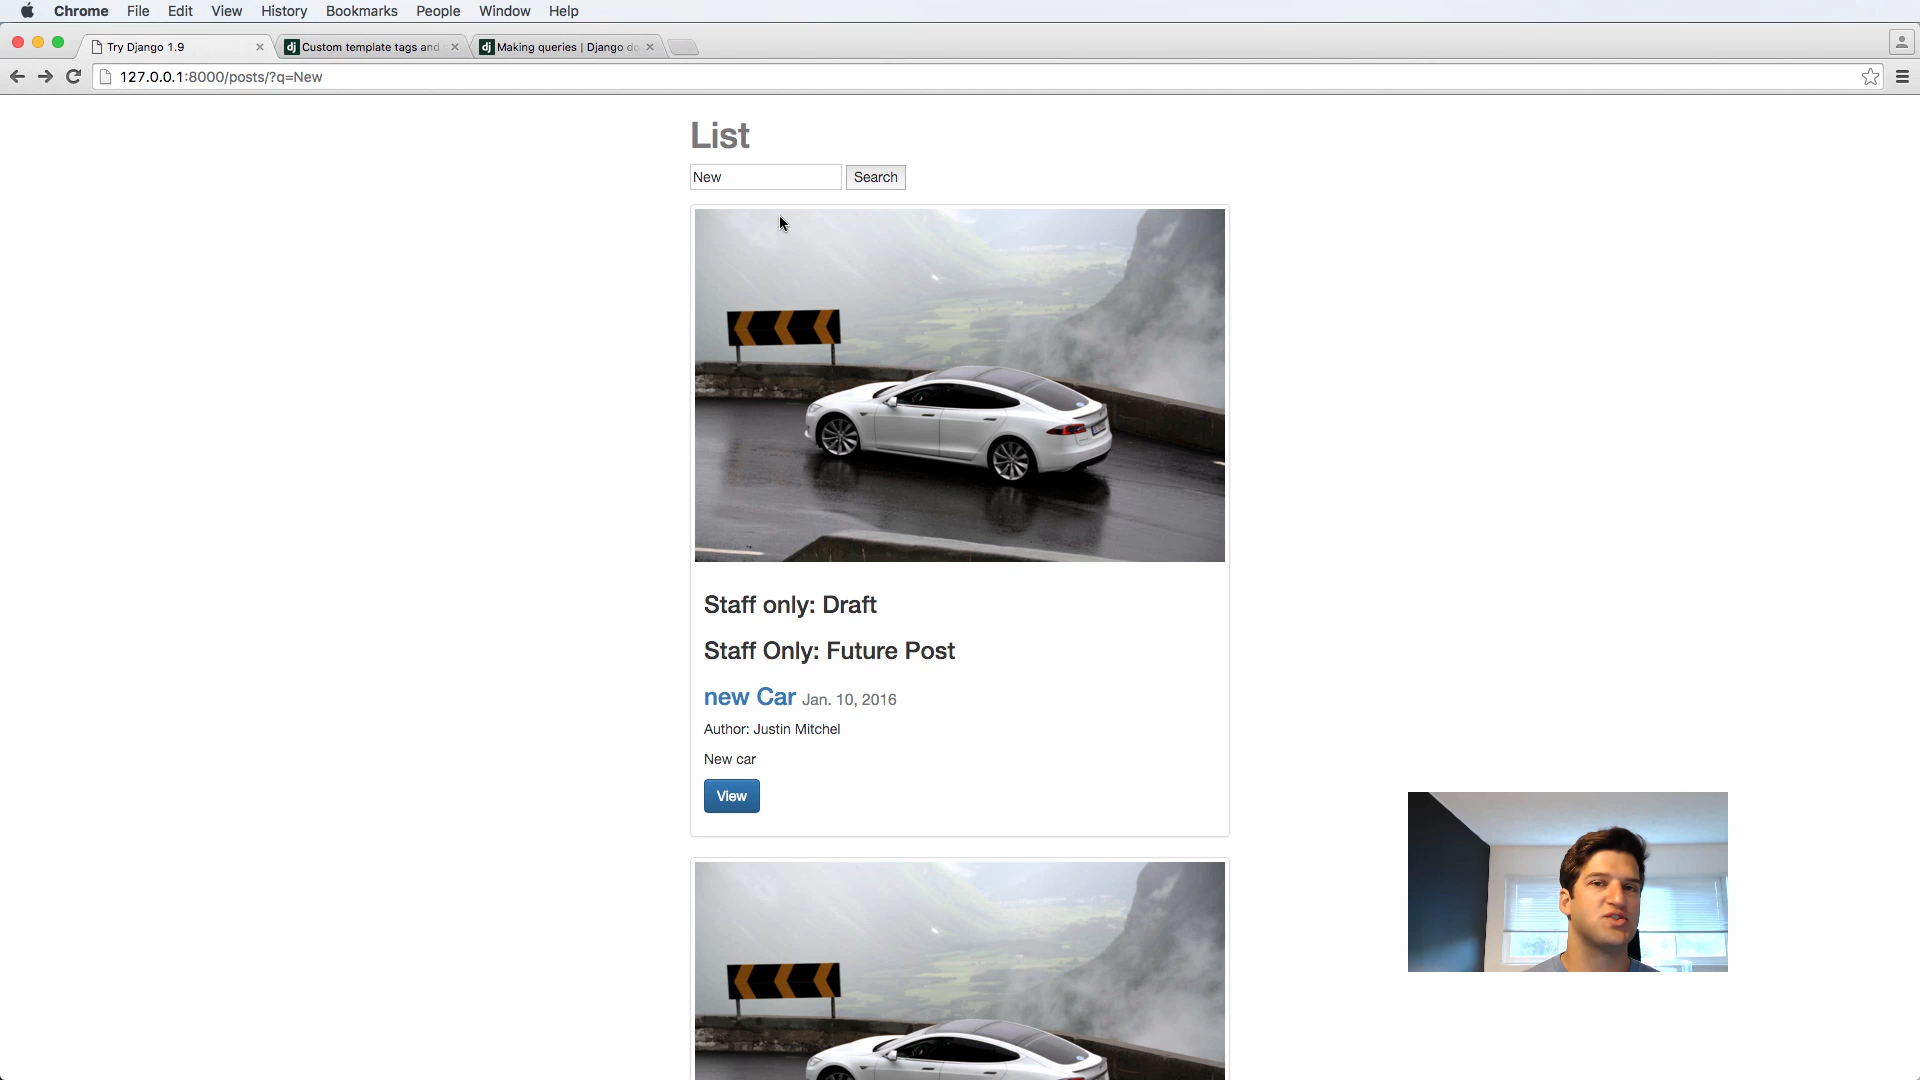 Chrome File Edit View History Bookmarks People Window Help
Try Django 1.9
Custom template tags and
Making queries | Django do
127.0.0.1:8000/posts/?q=New
List
New
Search
Staff only: Draft
Staff Only: Future Post
new Car Jan. 10, 2016
Author: Justin Mitchel
New car
View